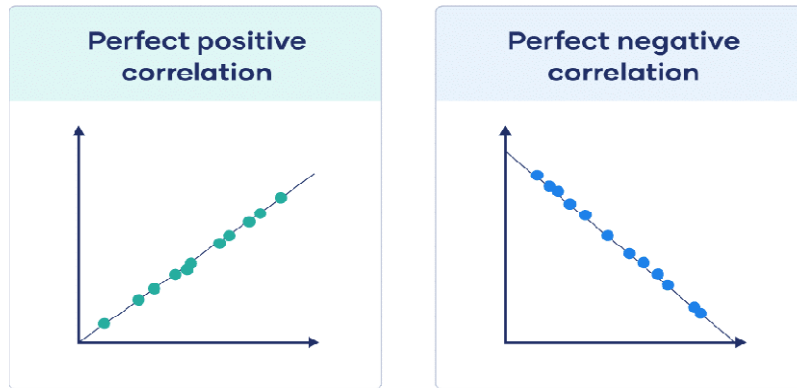 Perfect positive
correlation
Perfect negative
correlation